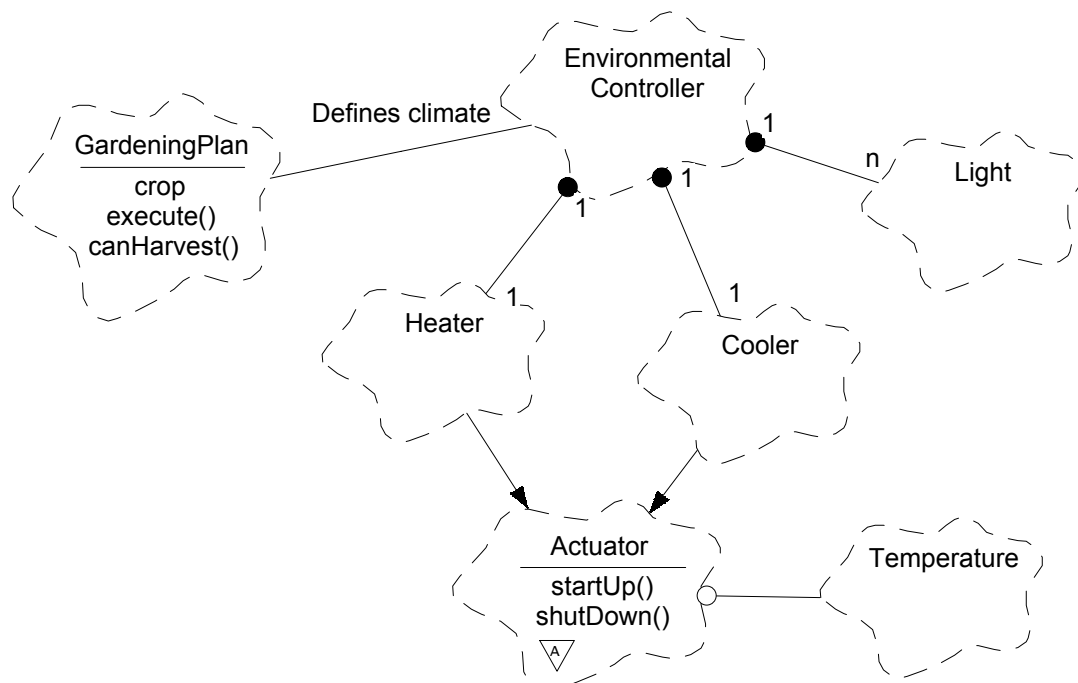 Environmental
Controller
Defines climate
1
GardeningPlan
crop
execute()
canHarvest()
n
Light
1
1
1
1
Heater
Cooler
Actuator
startUp()
shutDown()
A
Temperature